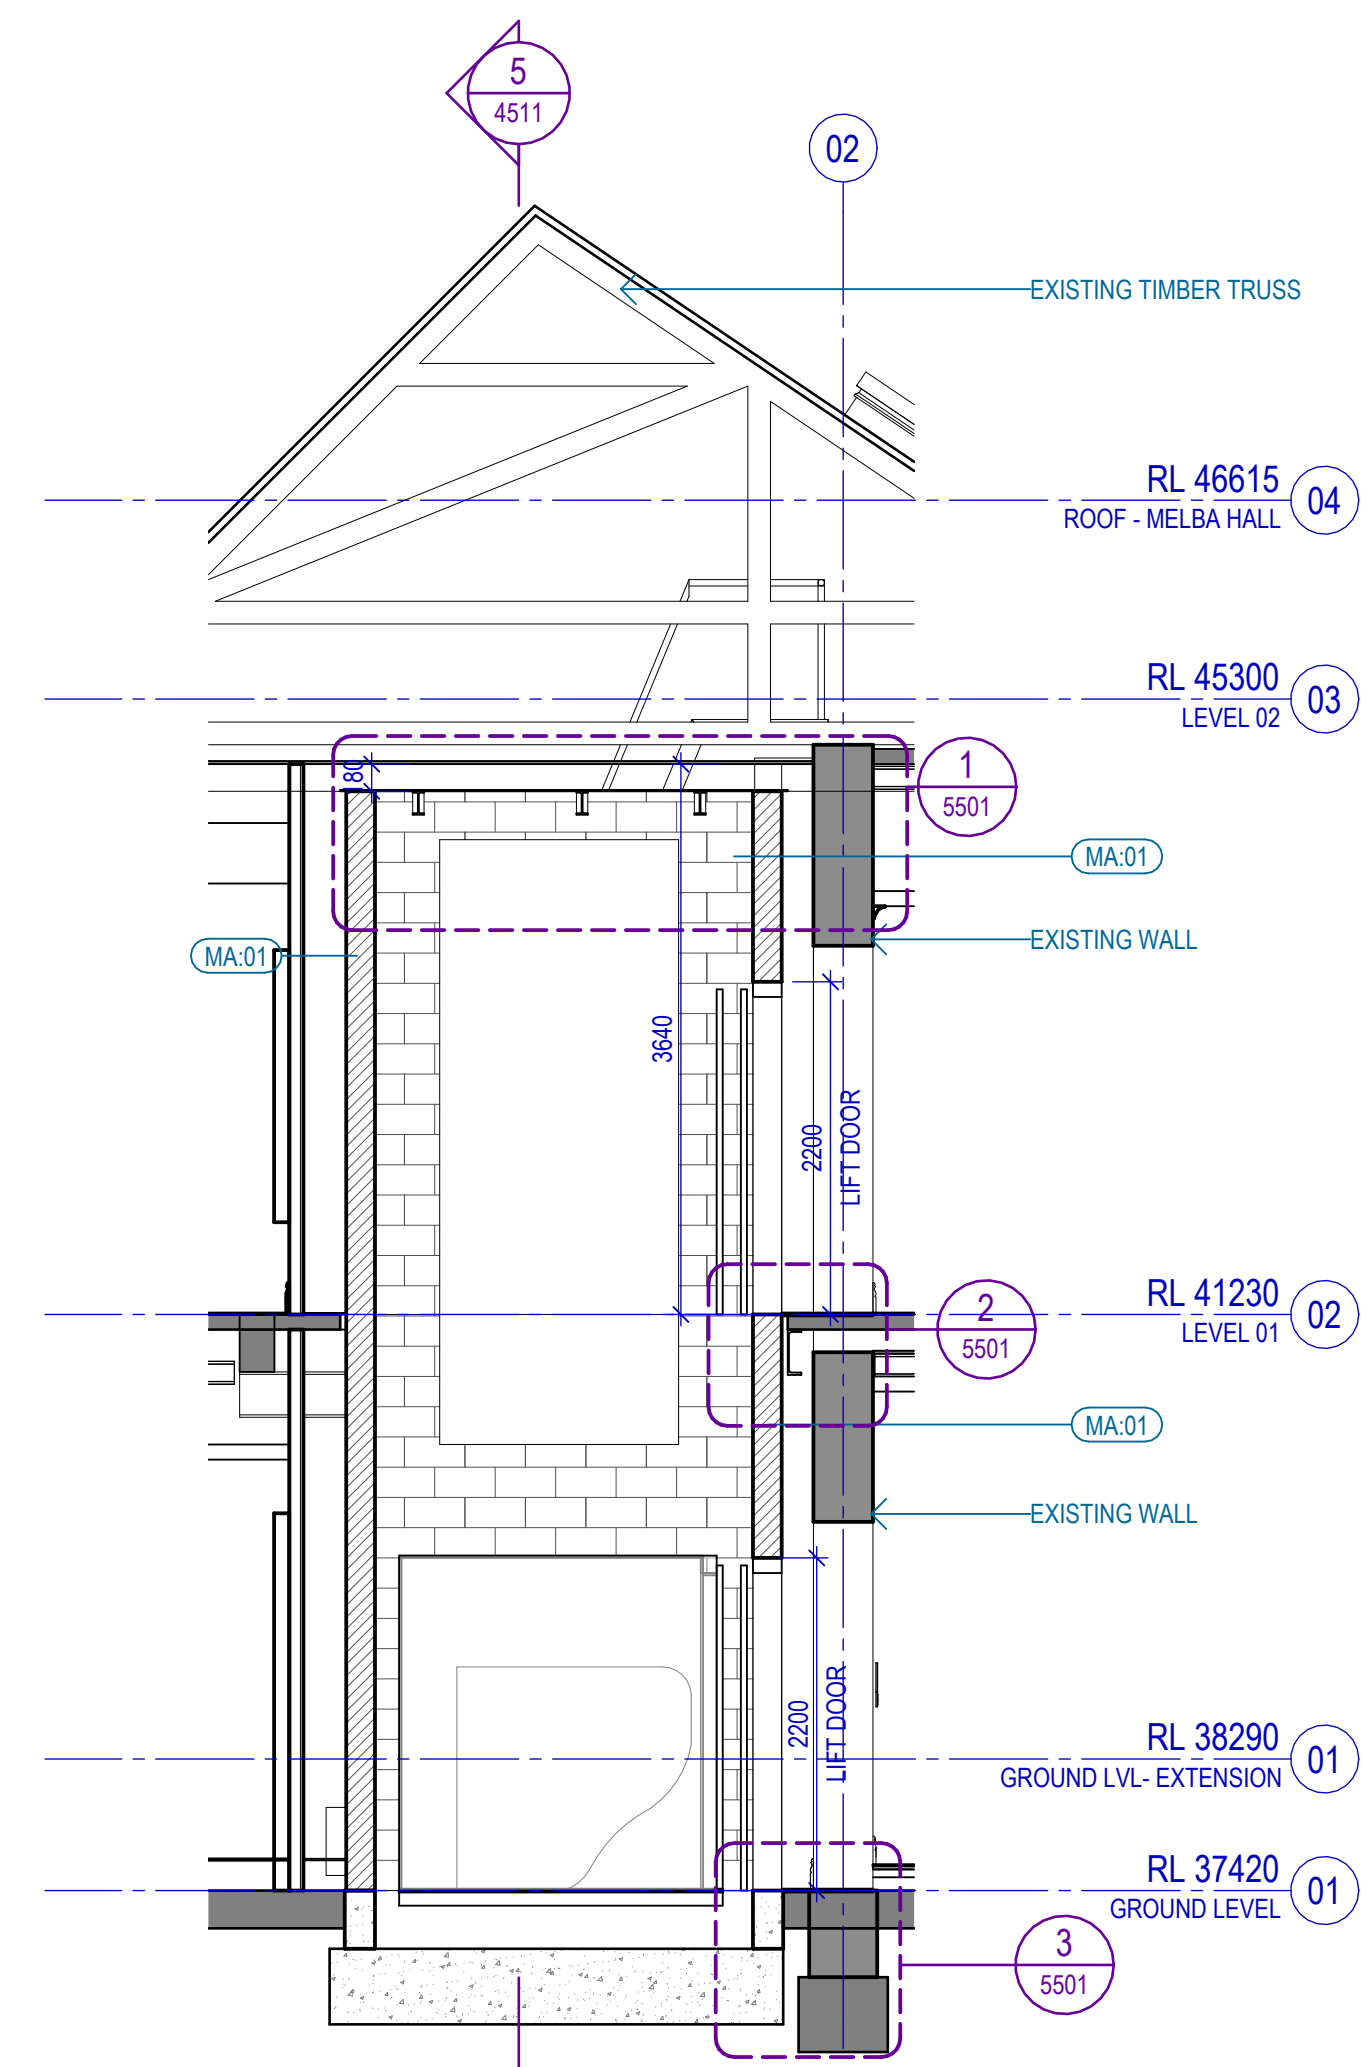 5
4511
02
EXISTING TIMBER TRUSS
RL 46615
ROOF - MELBA HALL
04
RL 45300
LEVEL 02
03
180
1
5501
MA:01
EXISTING WALL
MA:01
3640
2200
LIFT DOOR
RL 41230
LEVEL 01
02
2
5501
MA:01
EXISTING WALL
2200
LIFT DOOR
RL 38290
GROUND LVL- EXTENSION
01
RL 37420
GROUND LEVEL
01
3
5501